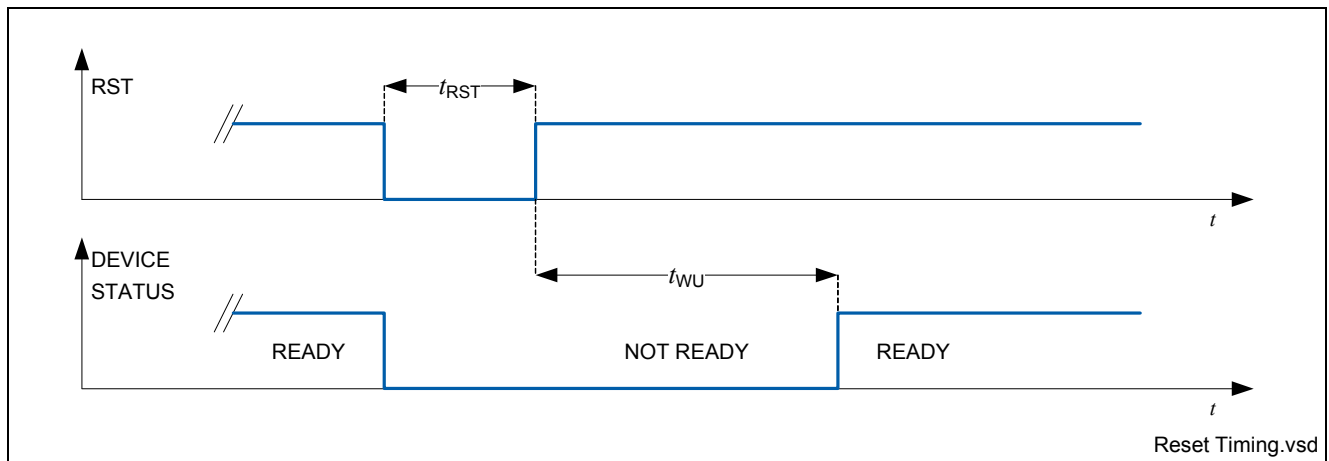 RST
tRST
t
DEVICE
STATUS
tWU
READY
NOT READY
READY
t
Reset Timing.vsd